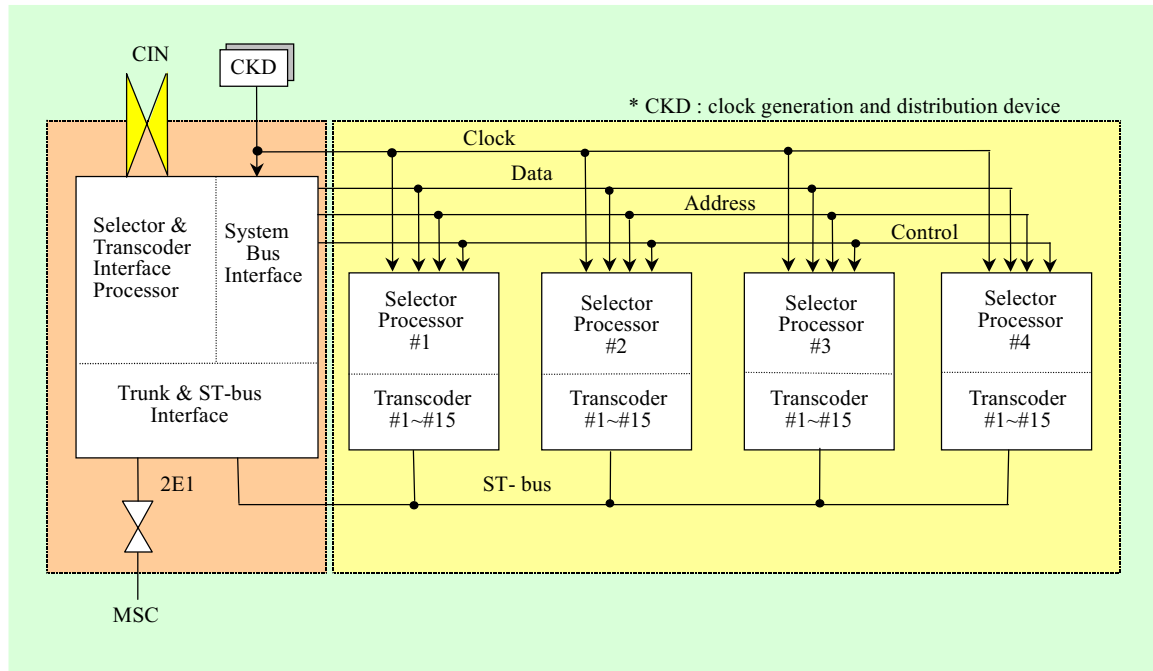 CIN
CKD
* CKD : clock generation and distribution device
Clock
Data
Address
Control
Selector &
Transcoder
Interface
Processor
System
Bus
Interface
Trunk & ST-bus
Interface
Selector
Processor
#1
Transcoder
#1~#15
Selector
Processor
#2
Transcoder
#1~#15
Selector
Processor
#3
Transcoder
#1~#15
Selector
Processor
#4
Transcoder
#1~#15
2E1
ST- bus
MSC